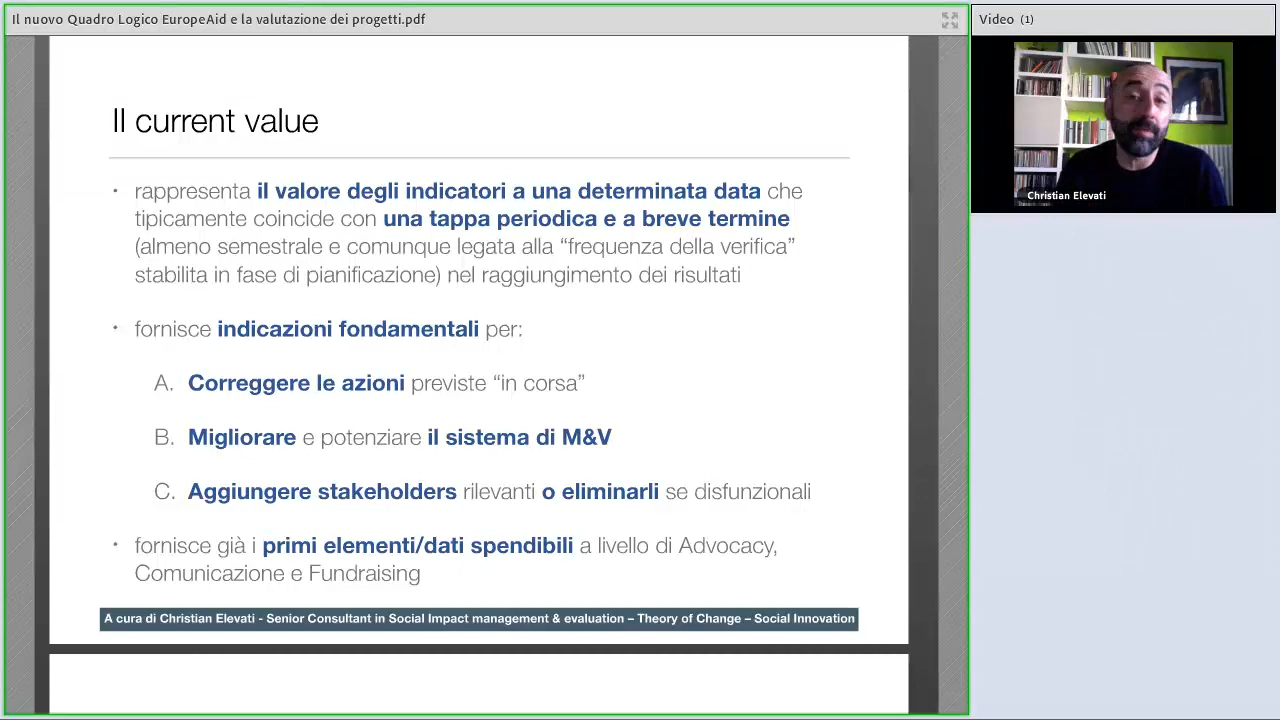 Il nuovo Quadro Logico EuropeAid e la valutazione dei progetti.pdf
Video (1)
Christian Elevati
Il current value
• rappresenta il valore degli indicatori a una determinata data che
tipicamente coincide con una tappa periodica e a breve termine
(almeno semestrale e comunque legata alla “frequenza della verifica”
stabilita in fase di pianificazione) nel raggiungimento dei risultati
• fornisce indicazioni fondamentali per:
A. Correggere le azioni previste “in corsa”
B. Migliorare e potenziare il sistema di M&V
C. Aggiungere stakeholders rilevanti o eliminarli se disfunzionali
• fornisce già i primi elementi/dati spendibili a livello di Advocacy,
Comunicazione e Fundraising
A cura di Christian Elevati - Senior Consultant in Social Impact management & evaluation – Theory of Change – Social Innovation